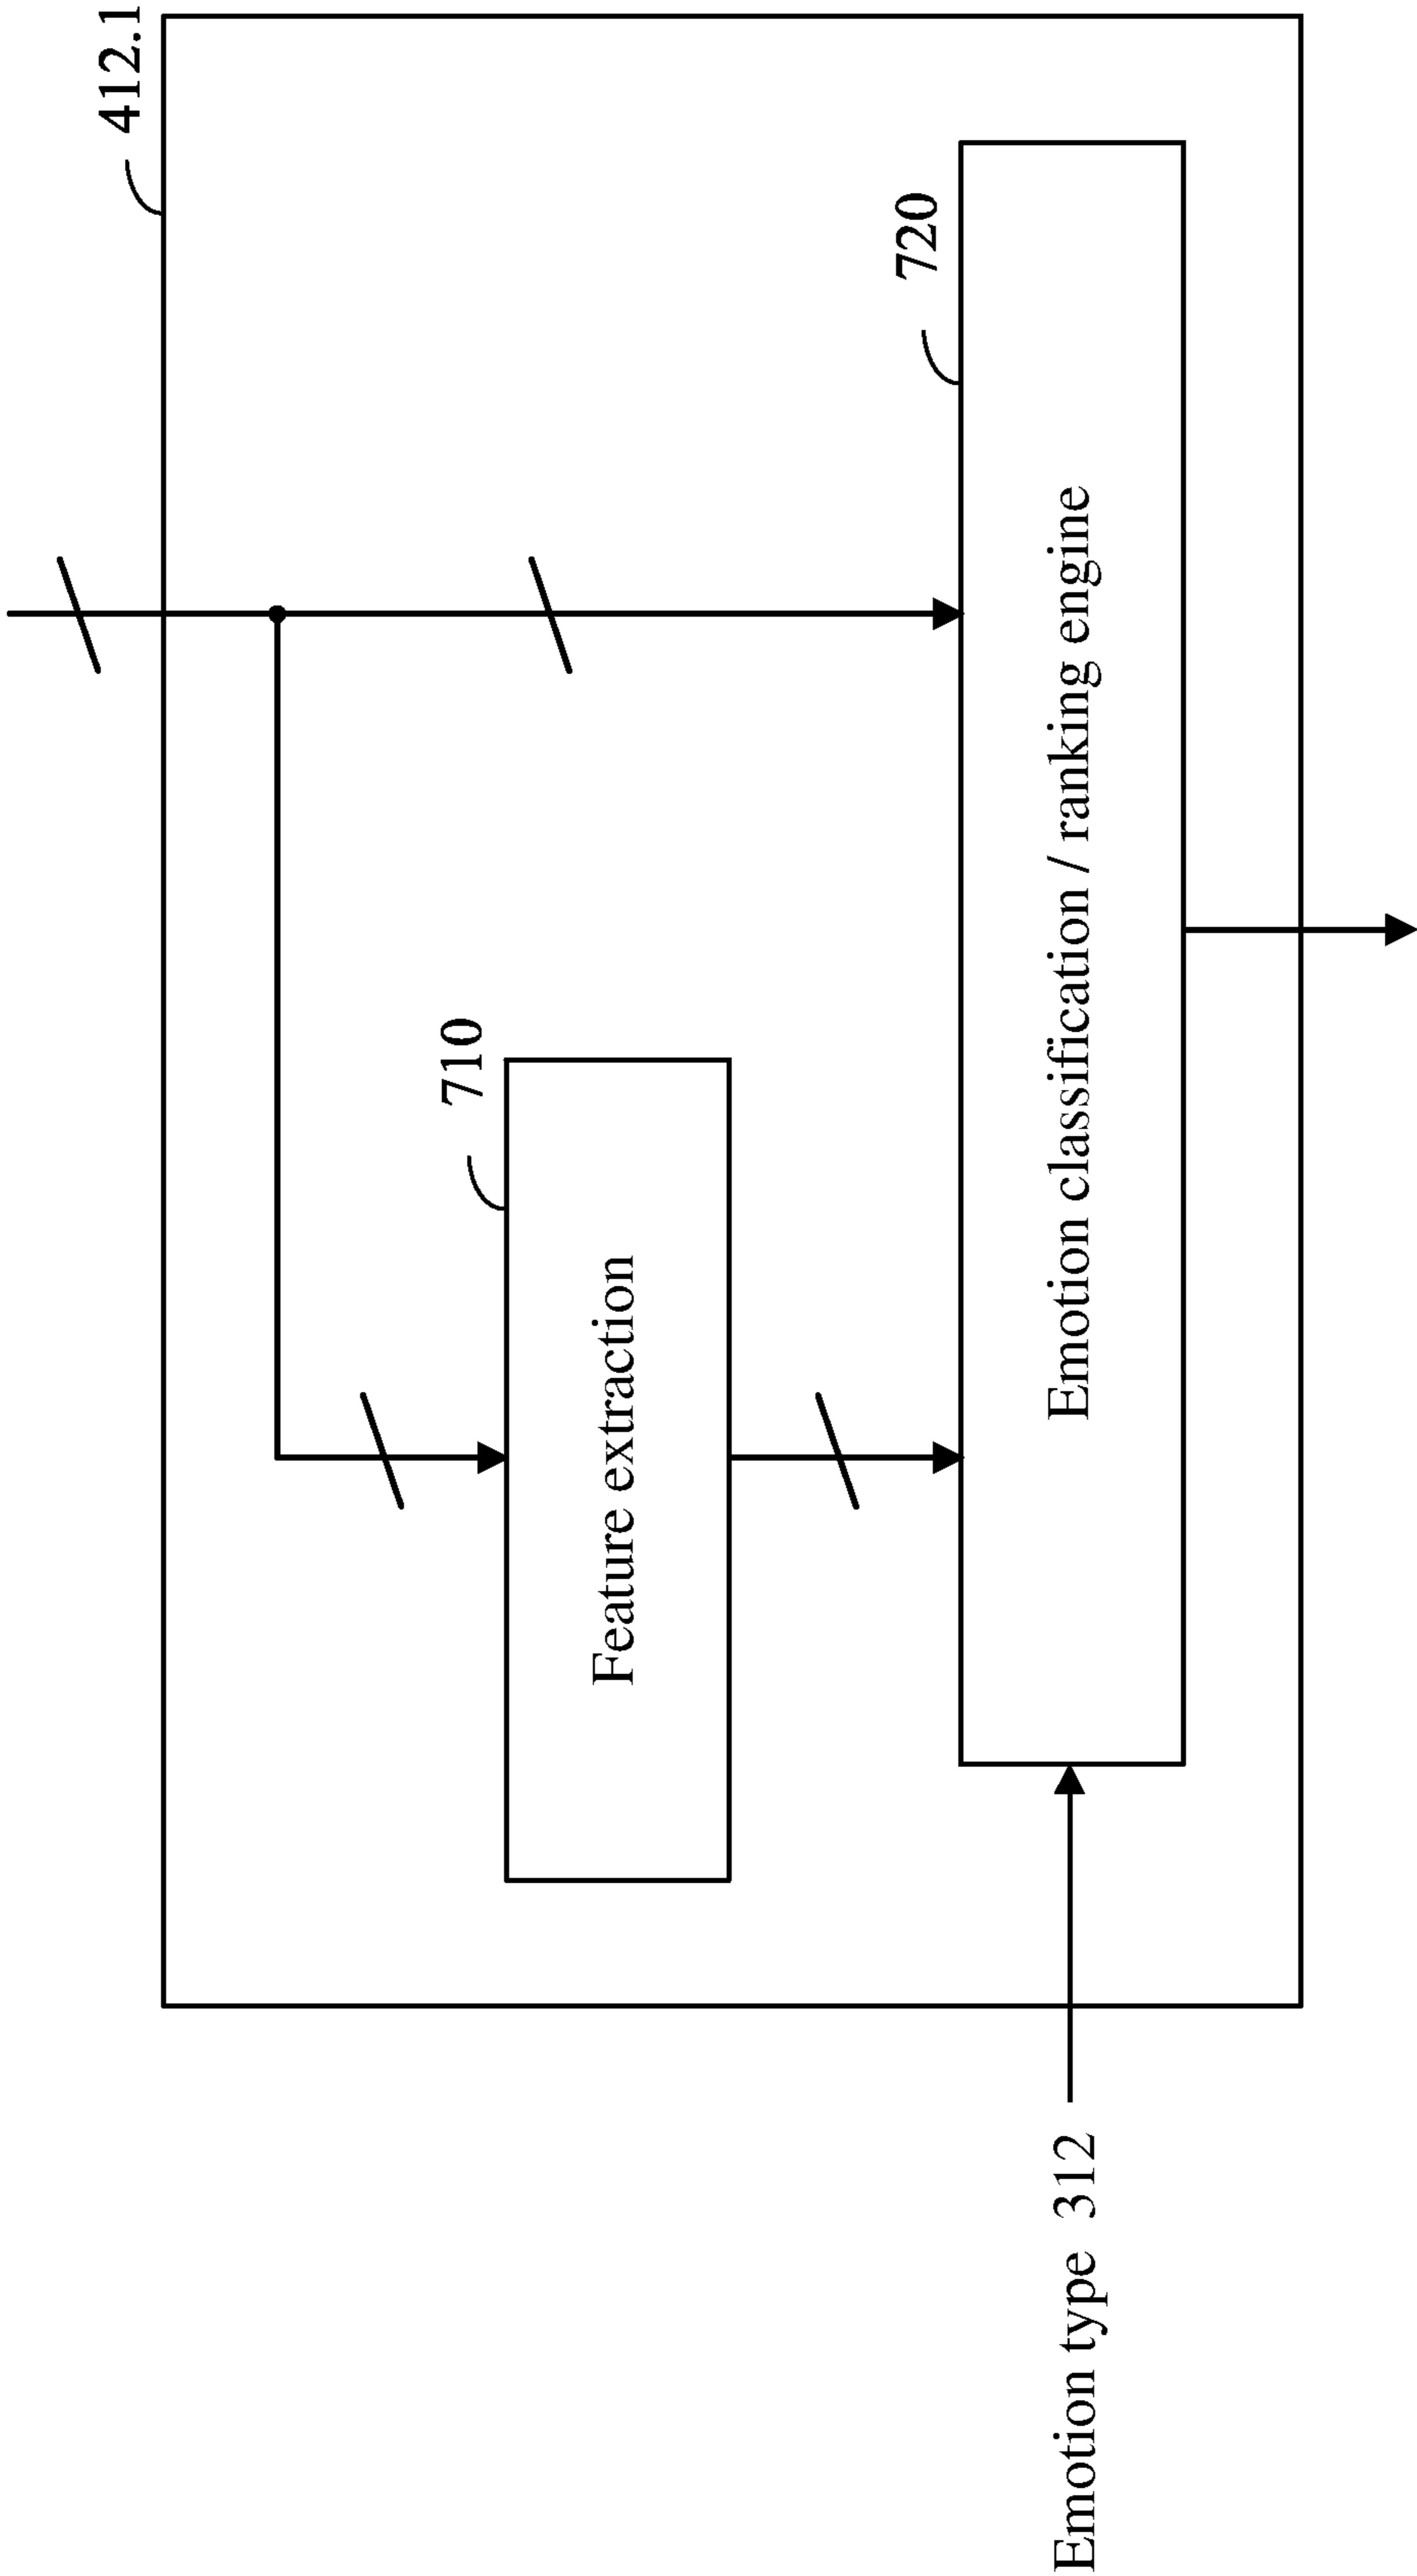 412.1
710
Feature extraction
720
Emotion classification / ranking engine
Emotion type 312